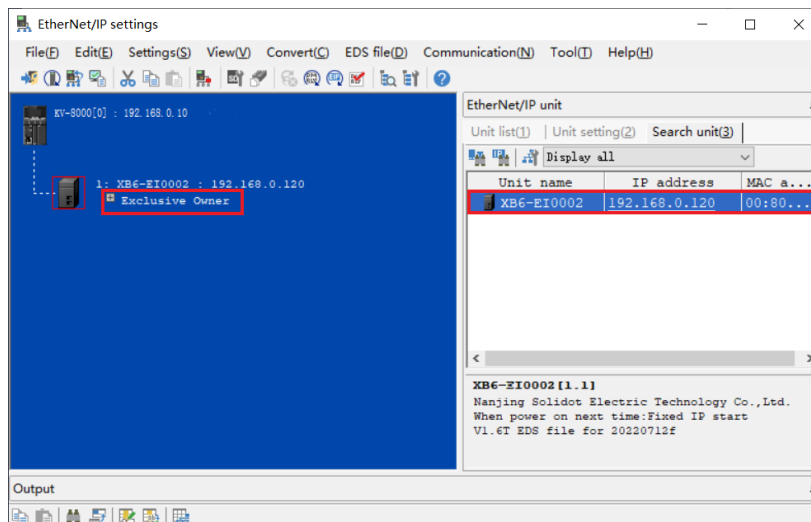 EtherNet/IP settings
File(F) Edit(E) Settings(S) View(V) Convert(C) EDS file(D) Communication(N) Tool(T) Help(H)
KV-8000[0] : 192.168.0.10
1: XB6-EI0002 : 192.168.0.120
Exclusive Owner
EtherNet/IP unit
Unit list(1) Unit setting(2) Search unit(3)
Display all
Unit name IP address MAC a...
XB6-EI0002 192.168.0.120 00:80...
XB6-EI0002[1.1]
Nanjing Solidot Electric Technology Co.,Ltd.
When power on next time:Fixed IP start
V1.6T EDS file for 20220712f
Output